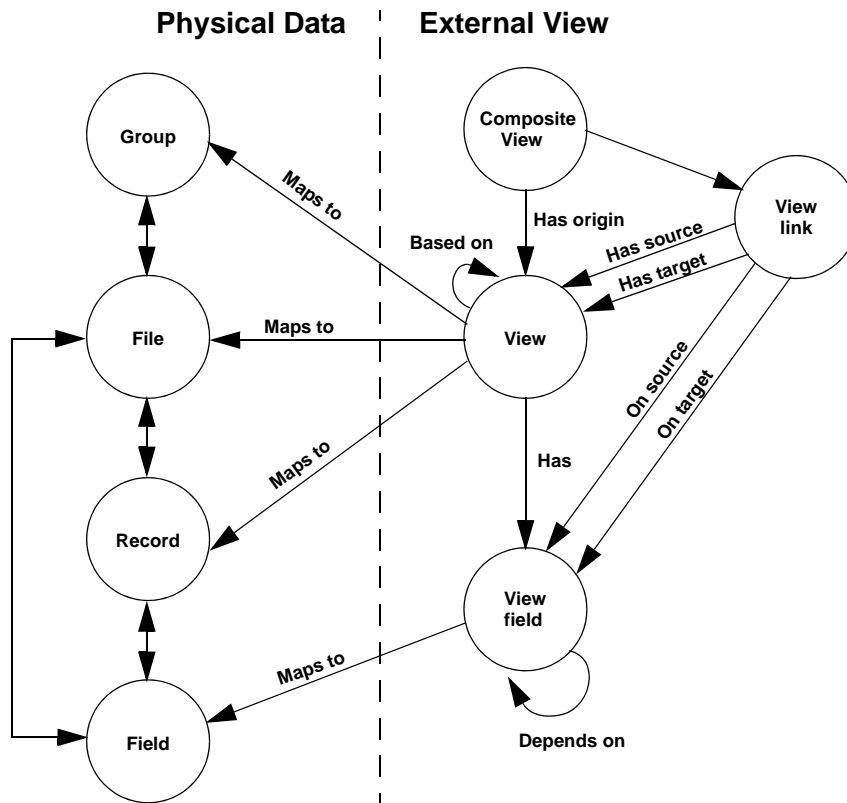 Physical Data
External View
Group
Composite
View
View
link
Maps to
Has origin
Has source
Based on
Has target
File
Maps to
View
On source
On target
Maps to
Has
Record
View
field
Maps to
Field
Depends on